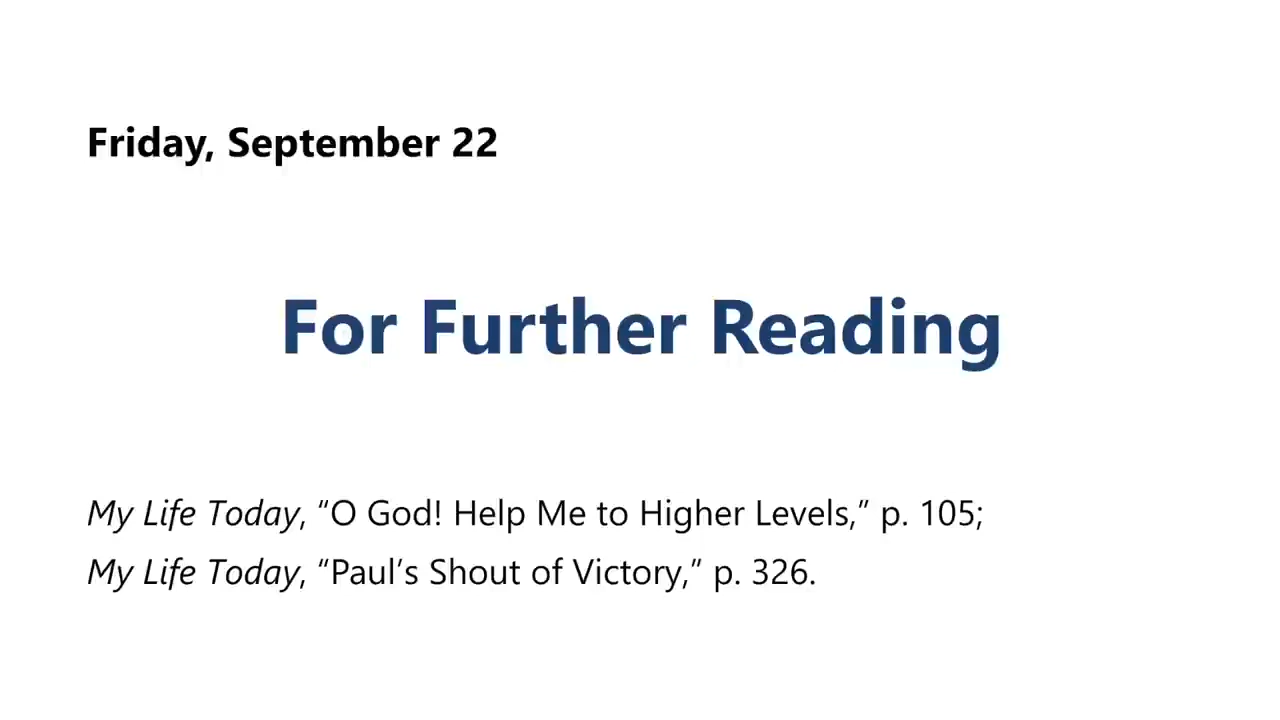 Friday, September 22
For Further Reading
My Life Today, “O God! Help Me to Higher Levels,” p. 105;
My Life Today, “Paul’s Shout of Victory,” p. 326.